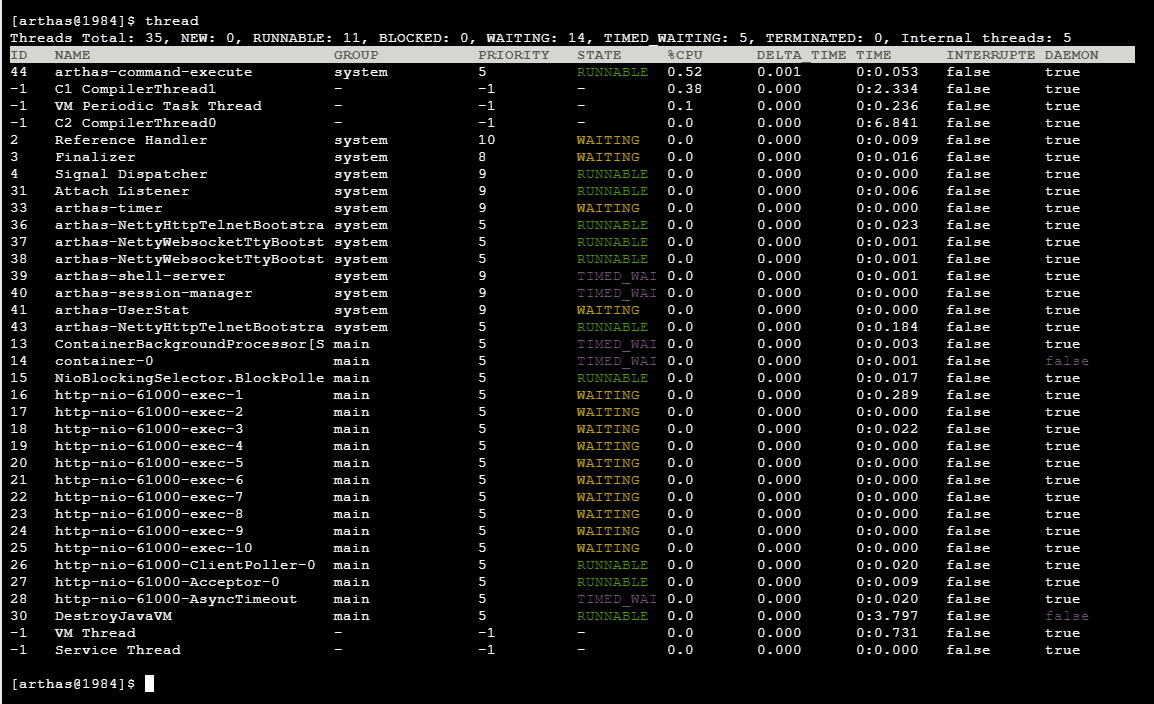 [arthas@1984]$ thread
Threads Total: 35, NEW: 0, RUNNABLE: 11, BLOCKED: 0, WAITING: 14, TIMED_WAITING: 5, TERMINATED: 0, Internal threads: 5
ID NAME GROUP PRIORITY STATE %CPU DELTA_TIME TIME INTERRUPTE DAEMON
44 arthas-command-execute system 5 RUNNABLE 0.52 0.001 0:0.053 false true
-1 C1 CompilerThread1 - -1 - 0.38 0.000 0:2.334 false true
-1 VM Periodic Task Thread - -1 - 0.1 0.000 0:0.236 false true
-1 C2 CompilerThread0 - -1 - 0.0 0.000 0:6.841 false true
2 Reference Handler system 10 WAITING 0.0 0.000 0:0.009 false true
3 Finalizer system 8 WAITING 0.0 0.000 0:0.016 false true
4 Signal Dispatcher system 9 RUNNABLE 0.0 0.000 0:0.000 false true
31 Attach Listener system 9 RUNNABLE 0.0 0.000 0:0.006 false true
33 arthas-timer system 9 WAITING 0.0 0.000 0:0.000 false true
36 arthas-NettyHttpTelnetBootstra system 5 RUNNABLE 0.0 0.000 0:0.023 false true
37 arthas-NettyWebsocketTtyBootst system 5 RUNNABLE 0.0 0.000 0:0.001 false true
38 arthas-NettyWebsocketTtyBootst system 5 RUNNABLE 0.0 0.000 0:0.001 false true
39 arthas-shell-server system 9 TIMED_WAI 0.0 0.000 0:0.001 false true
40 arthas-session-manager system 9 TIMED_WAI 0.0 0.000 0:0.000 false true
41 arthas-UserStat system 9 WAITING 0.0 0.000 0:0.000 false true
43 arthas-NettyHttpTelnetBootstra system 5 RUNNABLE 0.0 0.000 0:0.184 false true
13 ContainerBackgroundProcessor[S main 5 TIMED_WAI 0.0 0.000 0:0.003 false true
14 container-0 main 5 TIMED_WAI 0.0 0.000 0:0.001 false false
15 NioBlockingSelector.BlockPolle main 5 RUNNABLE 0.0 0.000 0:0.017 false true
16 http-nio-61000-exec-1 main 5 WAITING 0.0 0.000 0:0.289 false true
17 http-nio-61000-exec-2 main 5 WAITING 0.0 0.000 0:0.000 false true
18 http-nio-61000-exec-3 main 5 WAITING 0.0 0.000 0:0.022 false true
19 http-nio-61000-exec-4 main 5 WAITING 0.0 0.000 0:0.000 false true
20 http-nio-61000-exec-5 main 5 WAITING 0.0 0.000 0:0.000 false true
21 http-nio-61000-exec-6 main 5 WAITING 0.0 0.000 0:0.000 false true
22 http-nio-61000-exec-7 main 5 WAITING 0.0 0.000 0:0.000 false true
23 http-nio-61000-exec-8 main 5 WAITING 0.0 0.000 0:0.000 false true
24 http-nio-61000-exec-9 main 5 WAITING 0.0 0.000 0:0.000 false true
25 http-nio-61000-exec-10 main 5 WAITING 0.0 0.000 0:0.000 false true
26 http-nio-61000-ClientPoller-0 main 5 RUNNABLE 0.0 0.000 0:0.020 false true
27 http-nio-61000-Acceptor-0 main 5 RUNNABLE 0.0 0.000 0:0.009 false true
28 http-nio-61000-AsyncTimeout main 5 TIMED_WAI 0.0 0.000 0:0.020 false true
30 DestroyJavaVM main 5 RUNNABLE 0.0 0.000 0:3.797 false false
-1 VM Thread - -1 - 0.0 0.000 0:0.731 false true
-1 Service Thread - -1 - 0.0 0.000 0:0.000 false true
[arthas@1984]$